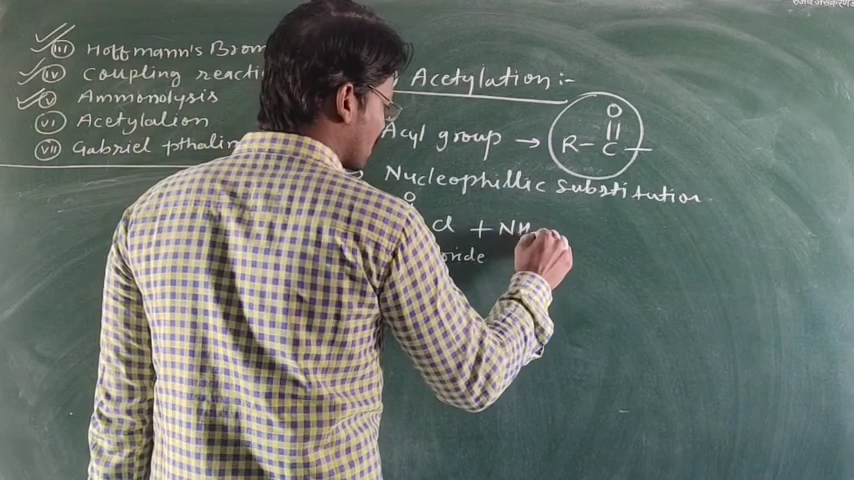 (III) Hoffmann's Brom
(IV) Coupling reacti
(V) Ammonolysis
(VI) Acetylation
(VII) Gabriel pthalin
Acetylation :-
Acyl group → R-C-
O
Nucleophillic substitution
O
Cl + NH
oride